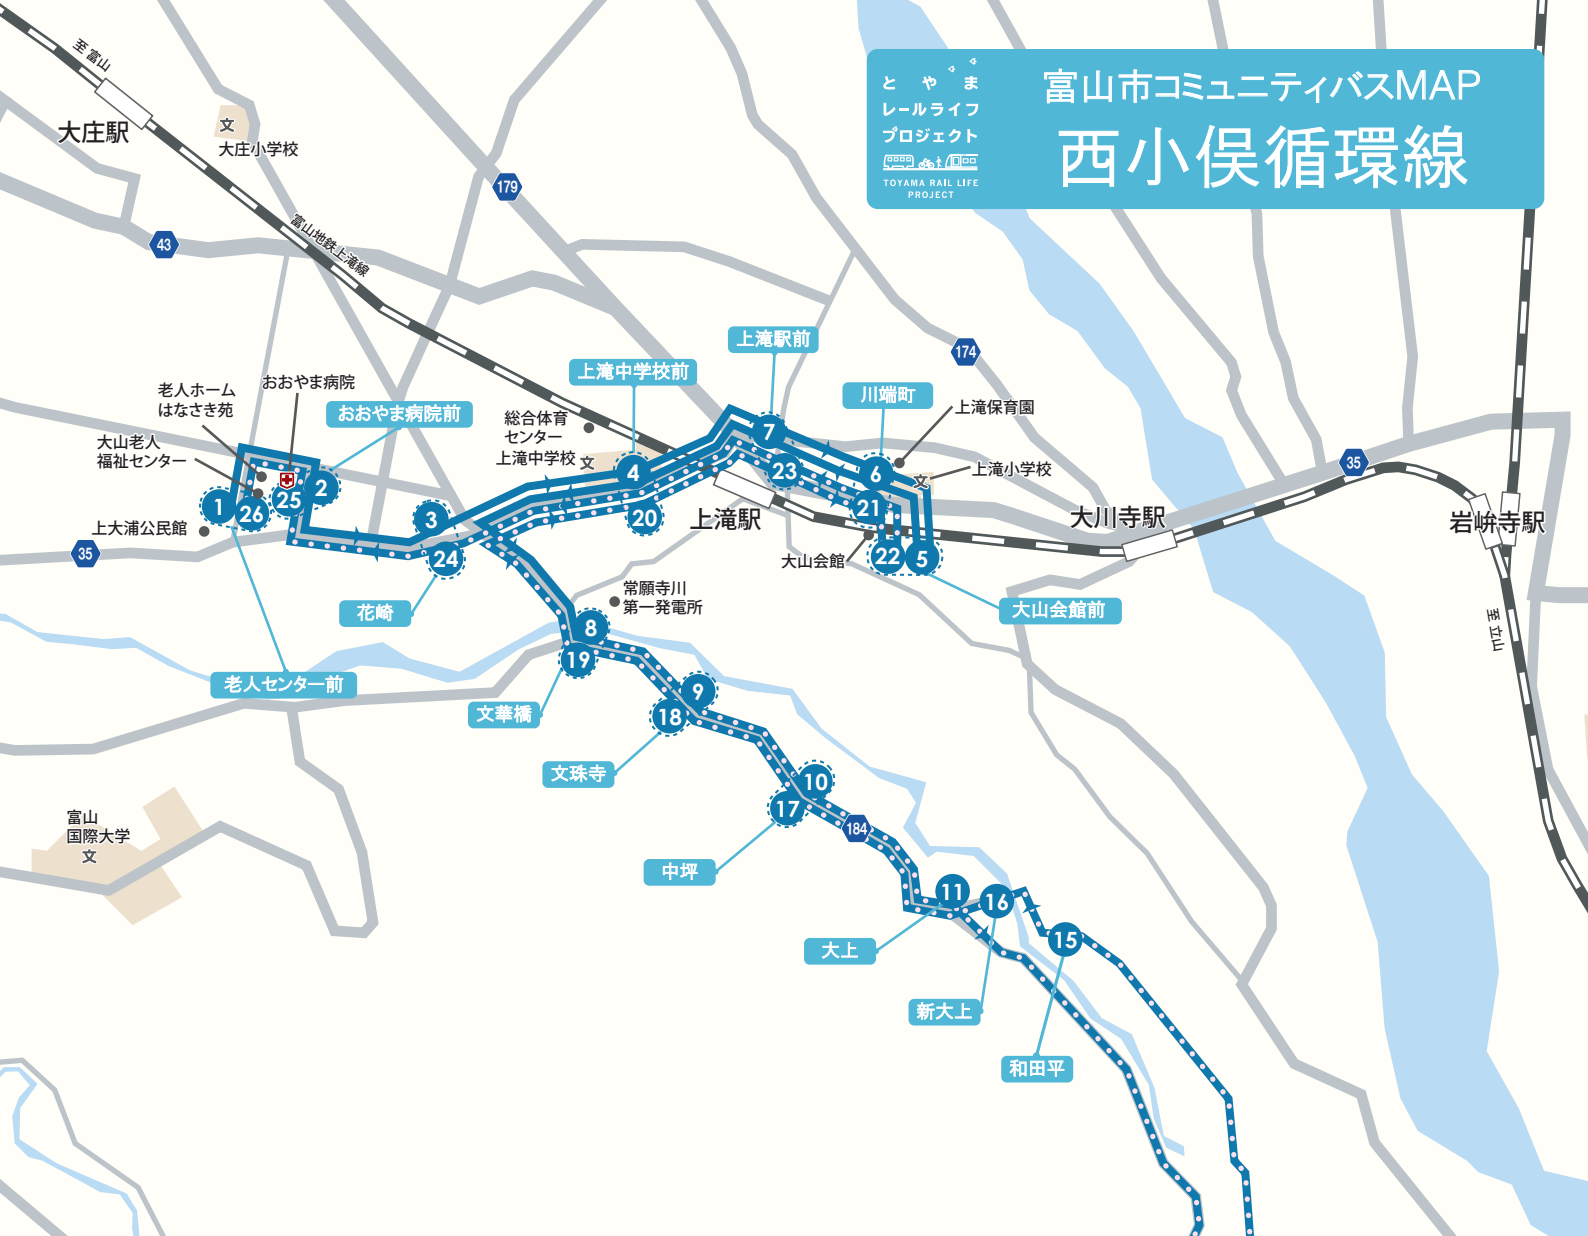 とやま
レールライフ
プロジェクト
TOYAMA RAIL LIFE
PROJECT
富山市コミュニティバスMAP
西小俣循環線
至 富山
大庄駅
文
大庄小学校
179
43
富山地鉄上滝線
174
上滝駅前
上滝中学校前
川端町
おおやま病院
老人ホーム
はなさき苑
おおやま病院前
総合体育
センター
上滝保育園
大山老人
福祉センター
上滝中学校
文
上滝小学校
文
35
7
4
23
6
2
25
1
26
3
20
21
上滝駅
大川寺駅
岩峅寺駅
上大浦公民館
35
24
22
5
大山会館
大山会館前
花崎
常願寺川
第一発電所
至 立山
8
19
老人センター前
文華橋
9
18
文珠寺
10
17
184
富山
国際大学
文
中坪
11
16
15
大上
新大上
和田平